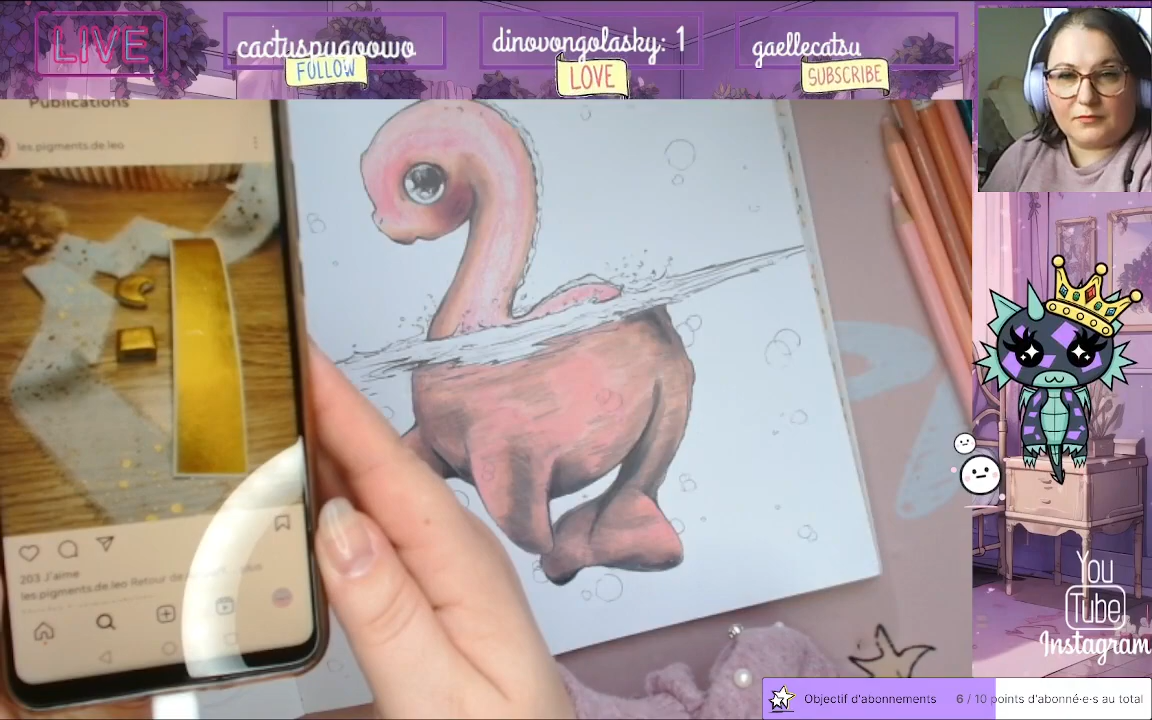 LIVE
cactuspugoowo
FOLLOW
dinovongolasky: 1
LOVE
gaellecatsu
SUBSCRIBE
Publications
les.pigments.de.leo
203 J'aime
les.pigments.de.leo Retour de
You
Tube
Instagram
Objectif d'abonnements 6 / 10 points d'abonné·e·s au total